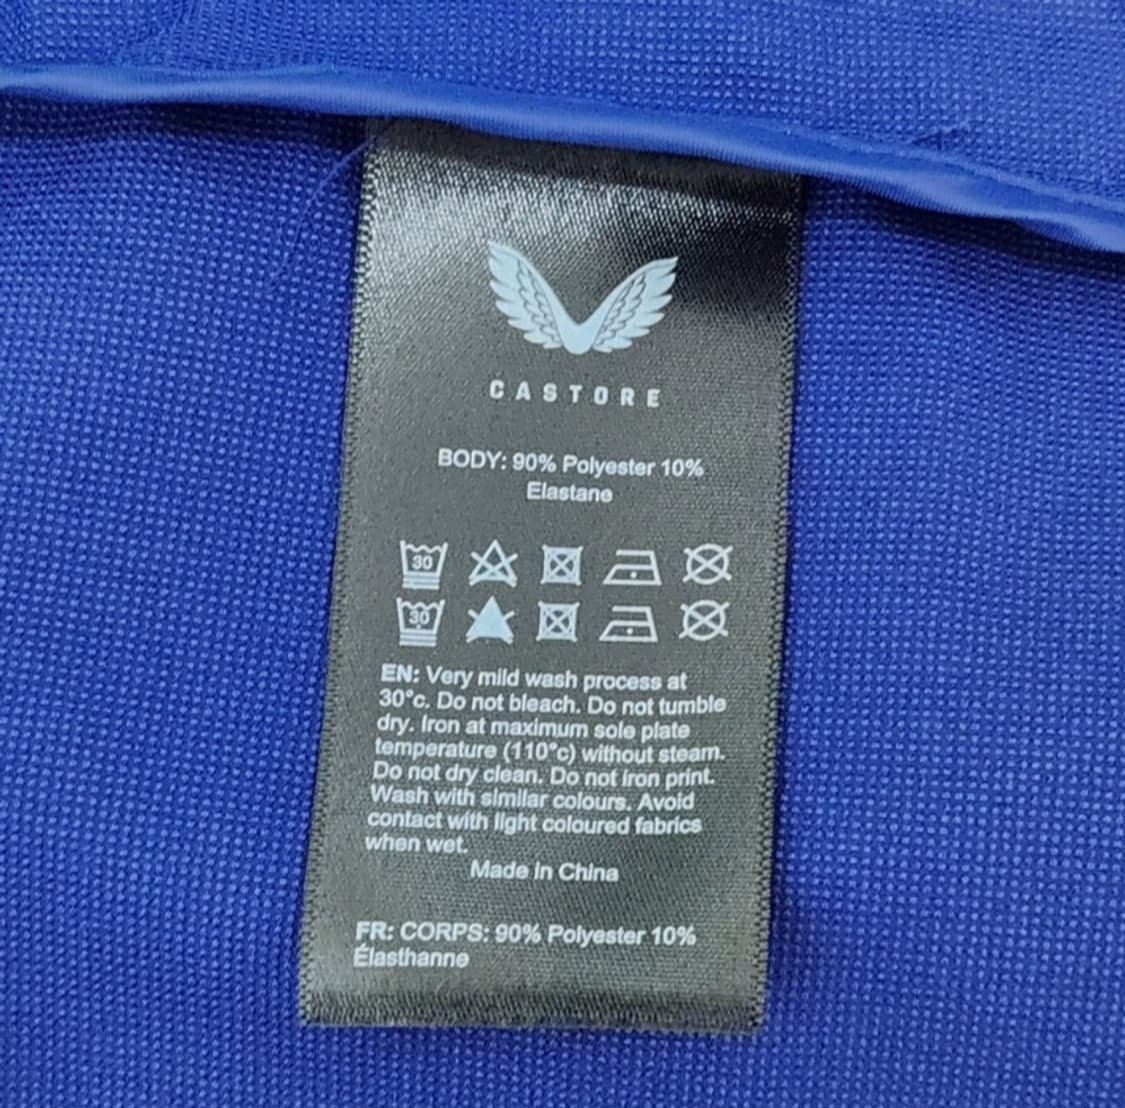 CASTORE
BODY: 90% Polyester 10%
Elastane
30
30
EN: Very mild wash process at
30°c. Do not bleach. Do not tumble
dry. Iron at maximum sole plate
temperature (110°c) without steam.
Do not dry clean. Do not iron print.
Wash with similar colours. Avoid
contact with light coloured fabrics
when wet.
Made in China
FR: CORPS: 90% Polyester 10%
Élasthanne